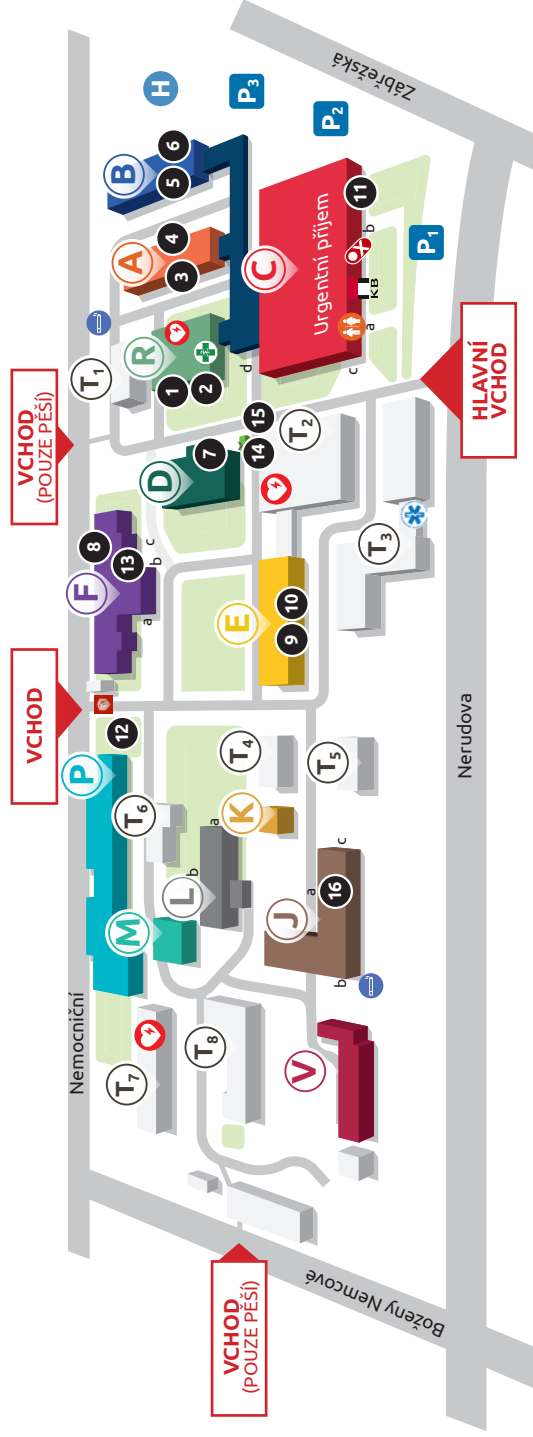 VCHOD
(POUZE PĚŠÍ)
VCHOD
VCHOD
(POUZE PĚŠÍ)
Nemocniční
Boženy Nemcové
Nerudova
Zábřežská
HLAVNÍ
VCHOD
P
12
F
8
13
a
b
c
T1
R
1
2
A
3
4
B
5
6
H
P3
P2
P1
T7
M
T6
L
b
a
T8
K
T4
E
9
10
D
7
14
15
T2
d
C
Urgentní příjem
11
c
a
KB
b
V
J
a
16
b
c
T5
T3